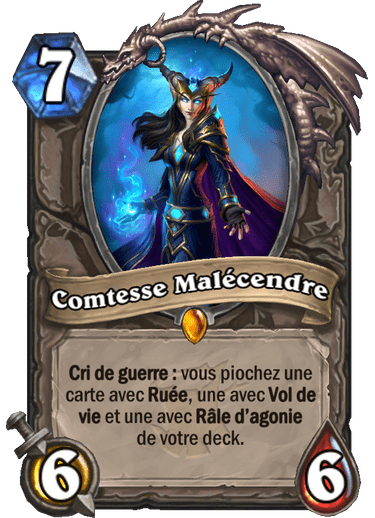 7
Comtesse Malécendre
Cri de guerre : vous piochez une
carte avec Ruée, une avec Vol de
vie et une avec Râle d'agonie
de votre deck.
6
6